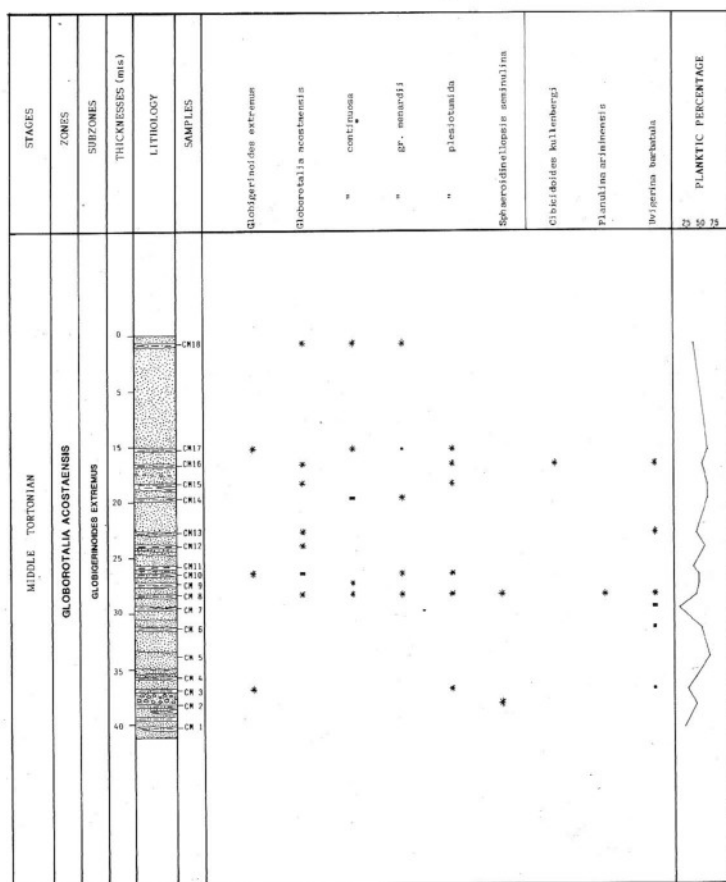 STAGES
ZONES
SUBZONES
THICKNESSES (mts)
LITHOLOGY
SAMPLES
Globigerinoides extremum
Globorotalia acostaensis
" continuosa
" gr. menardii
" plesiotumida
Sphaeroidinellopsis seminulina
Cibicidoides kullenbergi
Planulina ariminensis
Uvigerina barbatula
PLANKTIC PERCENTAGE
25 50 75
MIDDLE TORTONIAN
GLOBOROTALIA ACOSTAENSIS
GLOBIGERINOIDES EXTREMUS
0
5
15
20
25
30
35
40
CM18
CM17
CM16
CM15
CM14
CM13
CM12
CM11
CM10
CM 9
CM 8
CM 7
CM 6
CM 5
CM 4
CM 3
CM 2
CM 1